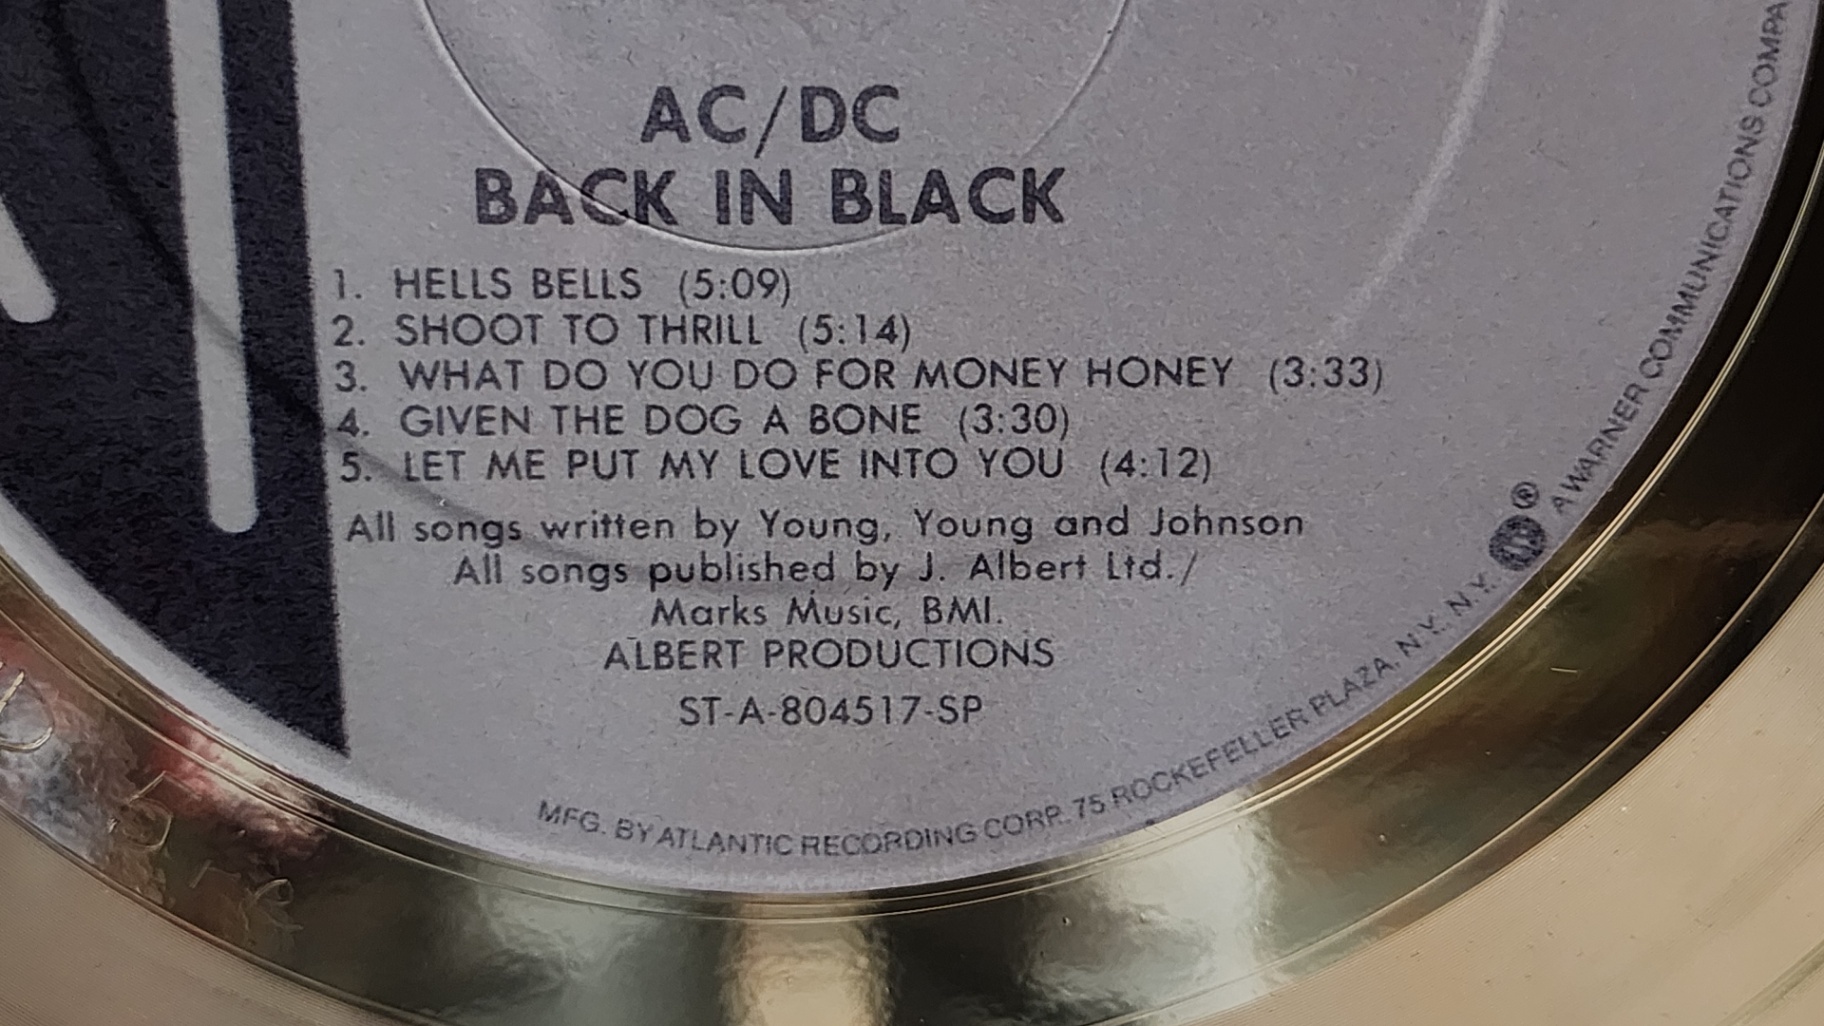 AC/DC
BACK IN BLACK
1. HELLS BELLS (5:09)
2. SHOOT TO THRILL (5:14)
3. WHAT DO YOU DO FOR MONEY HONEY (3:33)
4. GIVEN THE DOG A BONE (3:30)
5. LET ME PUT MY LOVE INTO YOU (4:12)
All songs written by Young, Young and Johnson
All songs published by J. Albert Ltd./
Marks Music, BMI.
ALBERT PRODUCTIONS
ST-A-804517-SP
MFG. BY ATLANTIC RECORDING CORP. 75 ROCKEFELLER PLAZA, N.Y. N.Y. ® A WARNER COMMUNICATIONS COMPA